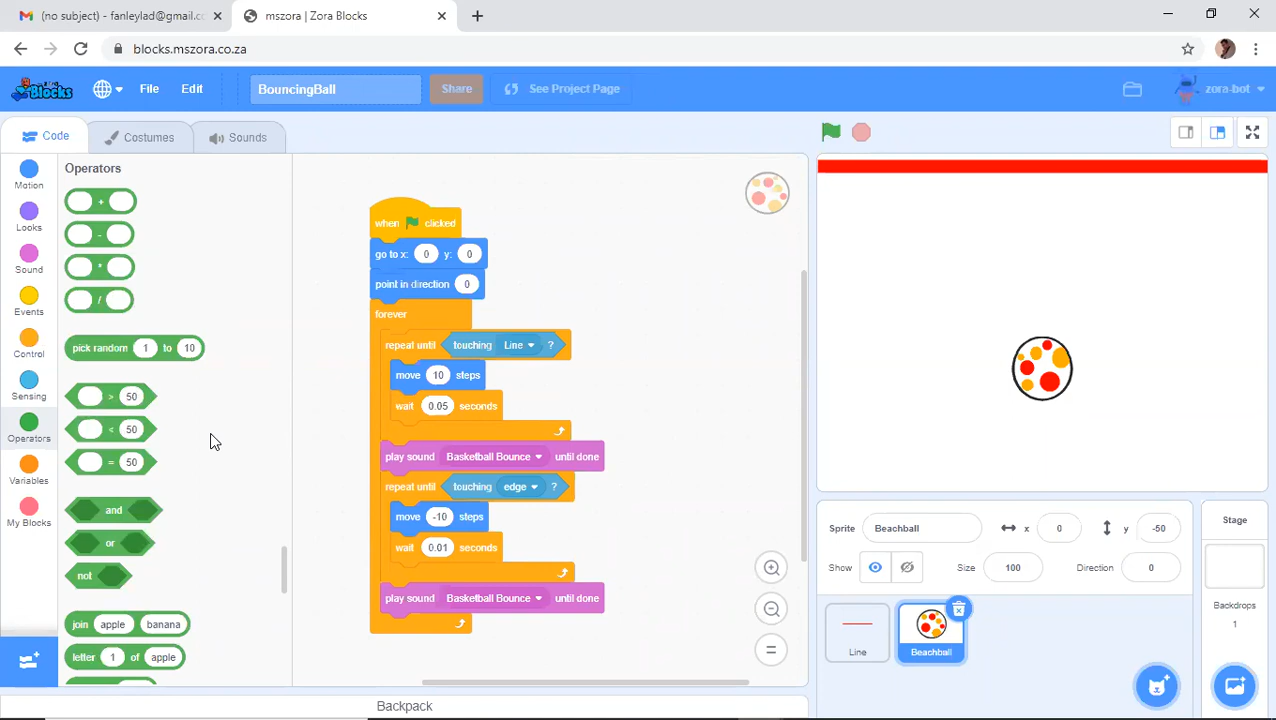 (no subject) - fanleylad@gmail.co
mszora | Zora Blocks
blocks.mszora.co.za
Blocks
File
Edit
BouncingBall
Share
See Project Page
zora-bot
Code
Costumes
Sounds
Motion
Looks
Sound
Events
Control
Sensing
Operators
Variables
My Blocks
Operators
+
-
*
/
pick random 1 to 10
> 50
< 50
= 50
and
or
not
join apple banana
letter 1 of apple
when clicked
go to x: 0 y: 0
point in direction 0
forever
repeat until touching Line ?
move 10 steps
wait 0.05 seconds
play sound Basketball Bounce until done
repeat until touching edge ?
move -10 steps
wait 0.01 seconds
play sound Basketball Bounce until done
Backpack
Sprite Beachball x 0 y -50
Show Size 100 Direction 0
Line
Beachball
Stage
Backdrops
1